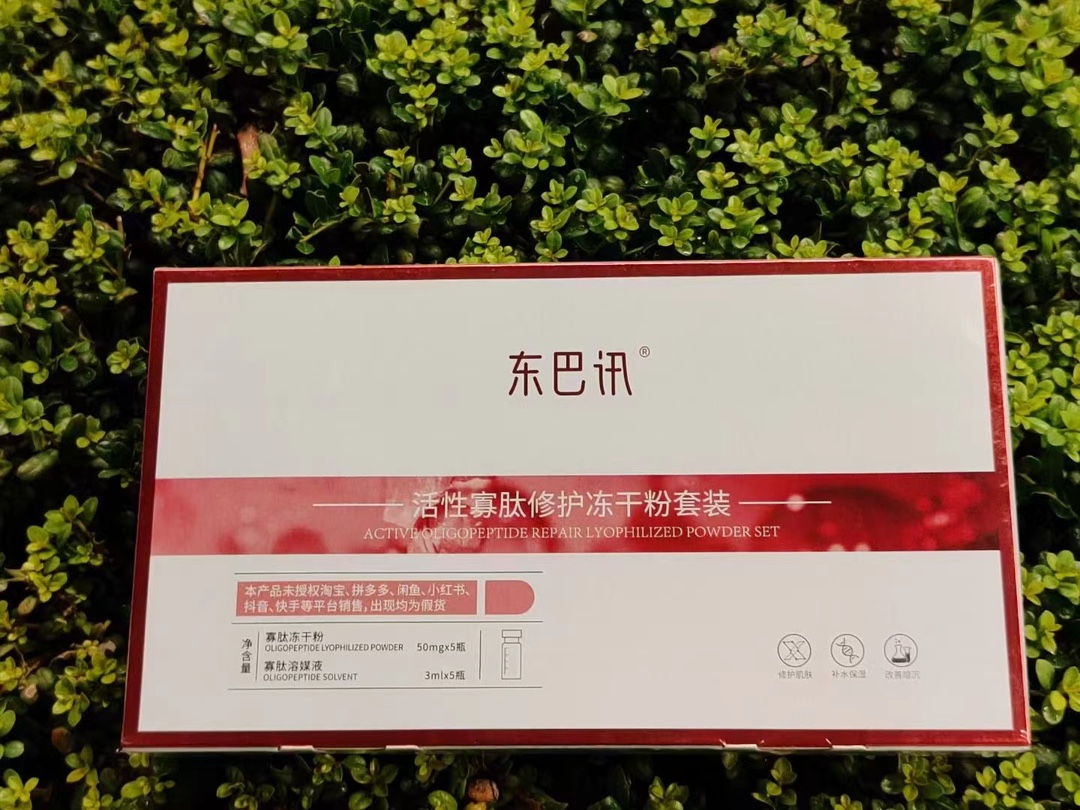 东巴讯®
活性寡肽修护冻干粉套装
ACTIVE OLIGOPEPTIDE REPAIR LYOPHILIZED POWDER SET
本产品未授权淘宝、拼多多、闲鱼、小红书、
抖音、快手等平台销售,出现均为假货
净含量
寡肽冻干粉
OLIGOPEPTIDE LYOPHILIZED POWDER 50mgx5瓶
寡肽溶媒液
OLIGOPEPTIDE SOLVENT 3mlx5瓶
修护肌肤 补水保湿 改善暗沉